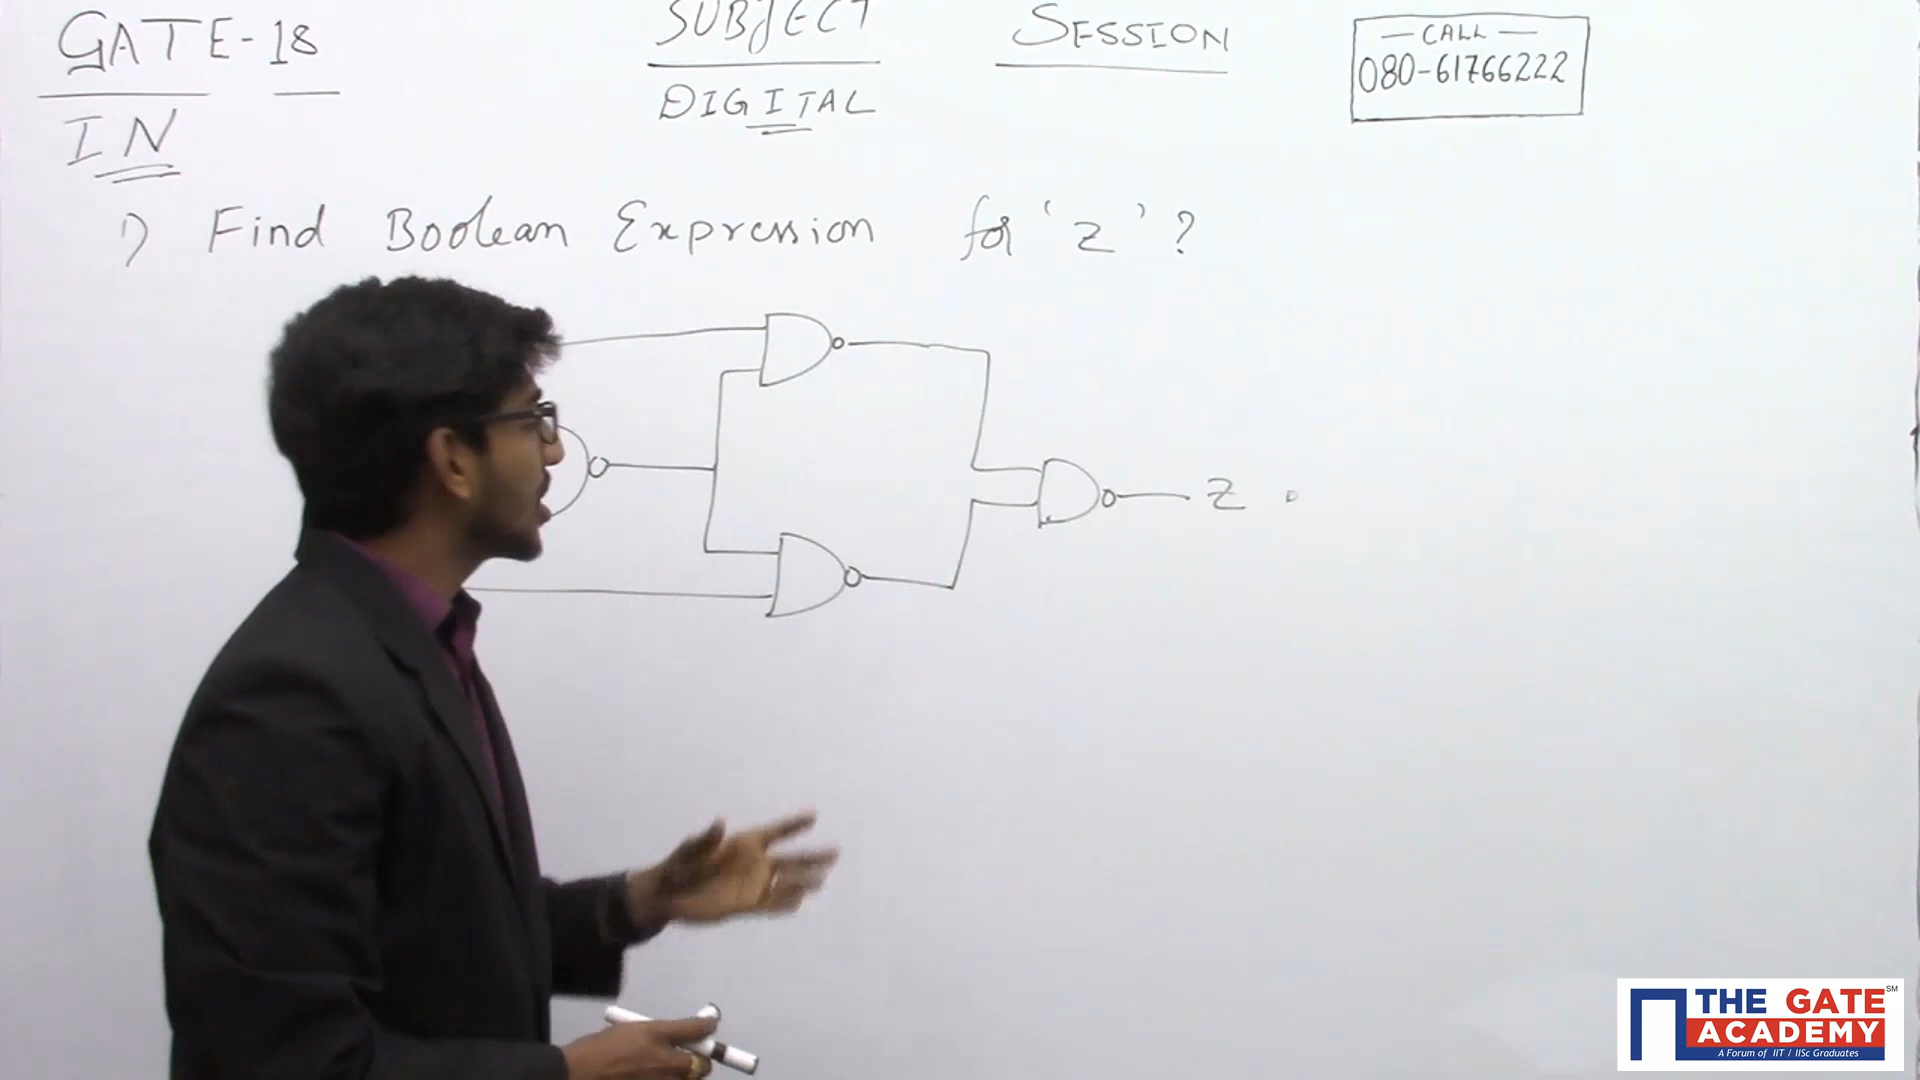 GATE-18
IN
SUBJECT
DIGITAL
SESSION
— CALL —
080-61766222
1) Find Boolean Expression for 'z' ?
z
THE GATE SM
ACADEMY
A Forum of IIT / IISc Graduates